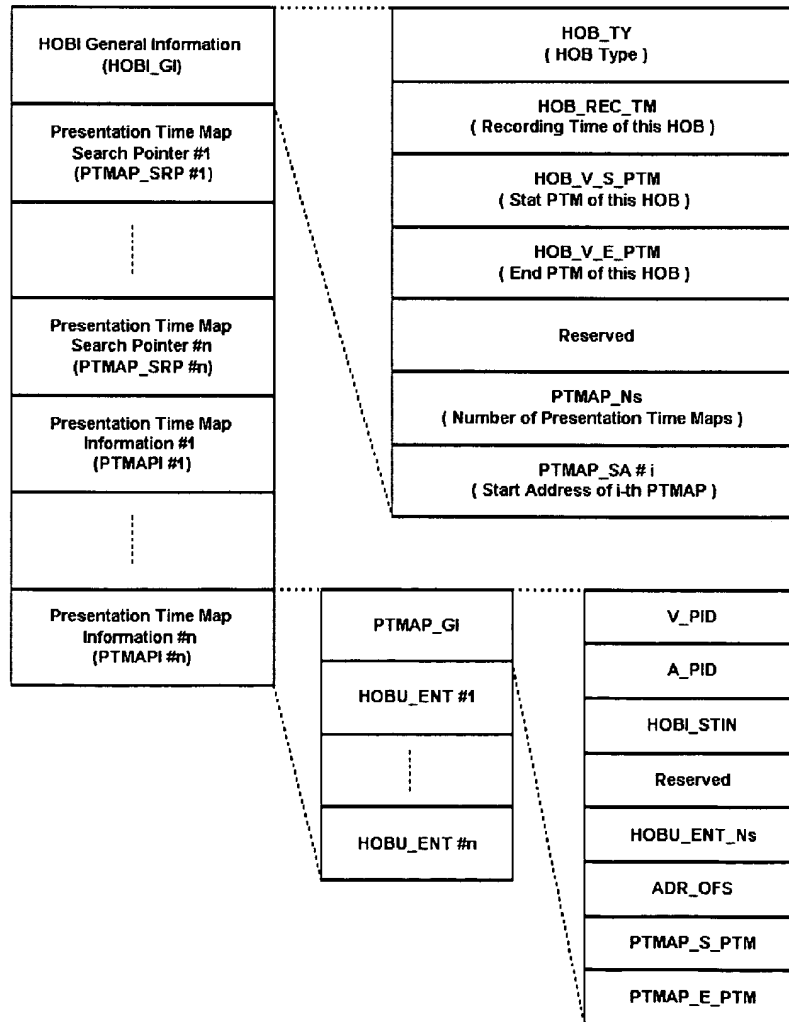 HOBI General Information
(HOBI_GI)
Presentation Time Map
Search Pointer #1
(PTMAP_SRP #1)
Presentation Time Map
Search Pointer #n
(PTMAP_SRP #n)
Presentation Time Map
Information #1
(PTMAPI #1)
Presentation Time Map
Information #n
(PTMAPI #n)
HOB_TY
( HOB Type )
HOB_REC_TM
( Recording Time of this HOB )
HOB_V_S_PTM
( Stat PTM of this HOB )
HOB_V_E_PTM
( End PTM of this HOB )
Reserved
PTMAP_Ns
( Number of Presentation Time Maps )
PTMAP_SA # i
( Start Address of i-th PTMAP )
PTMAP_GI
HOBU_ENT #1
HOBU_ENT #n
V_PID
A_PID
HOBI_STIN
Reserved
HOBU_ENT_Ns
ADR_OFS
PTMAP_S_PTM
PTMAP_E_PTM